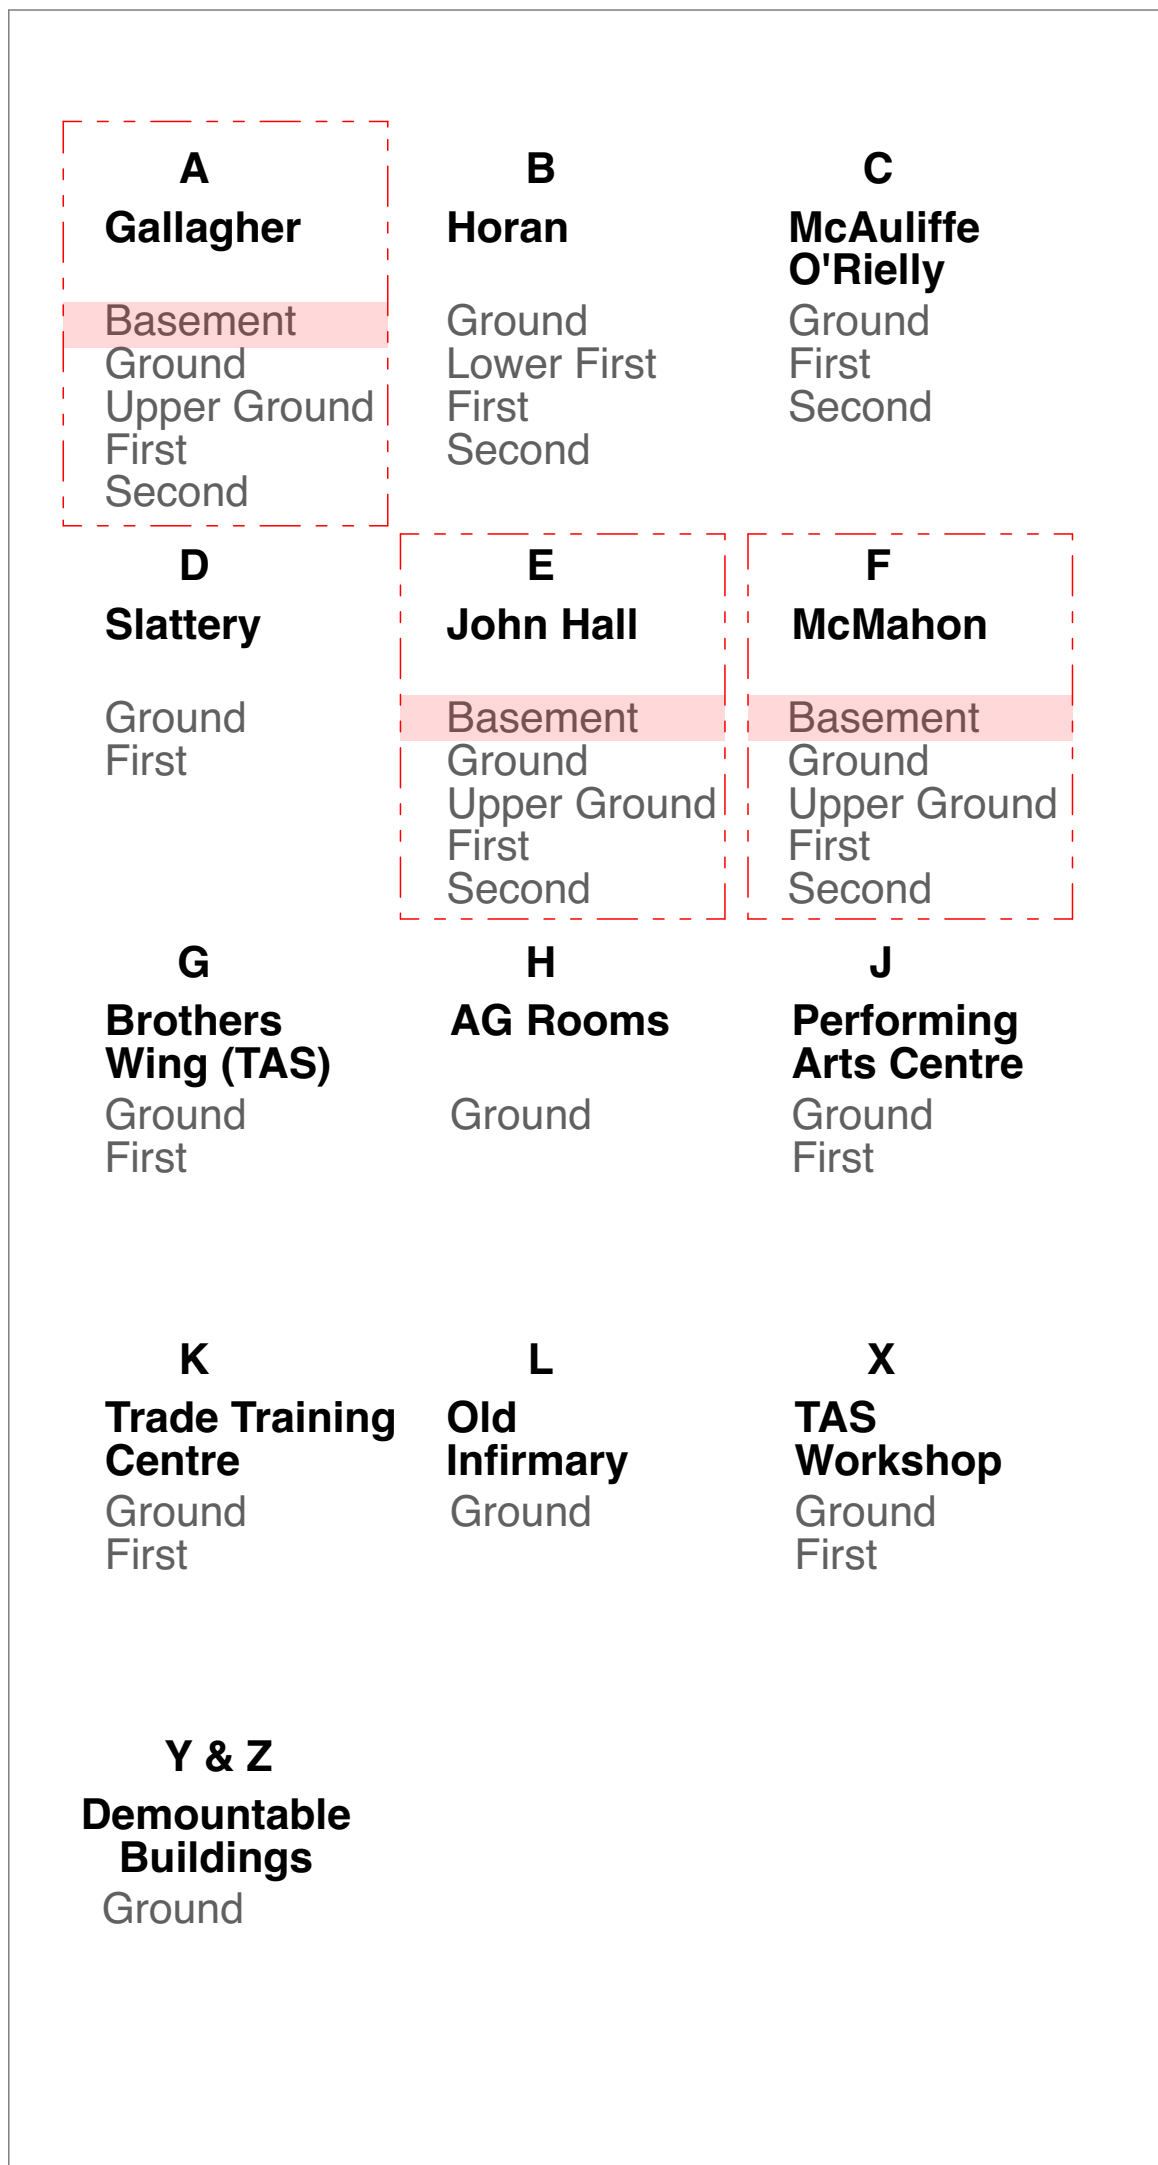 A
Gallagher
Basement
Ground
Upper Ground
First
Second
B
Horan
Ground
Lower First
First
Second
C
McAuliffe
O'Rielly
Ground
First
Second
D
Slattery
Ground
First
E
John Hall
Basement
Ground
Upper Ground
First
Second
F
McMahon
Basement
Ground
Upper Ground
First
Second
G
Brothers
Wing (TAS)
Ground
First
H
AG Rooms
Ground
J
Performing
Arts Centre
Ground
First
K
Trade Training
Centre
Ground
First
L
Old
Infirmary
Ground
X
TAS
Workshop
Ground
First
Y & Z
Demountable
Buildings
Ground